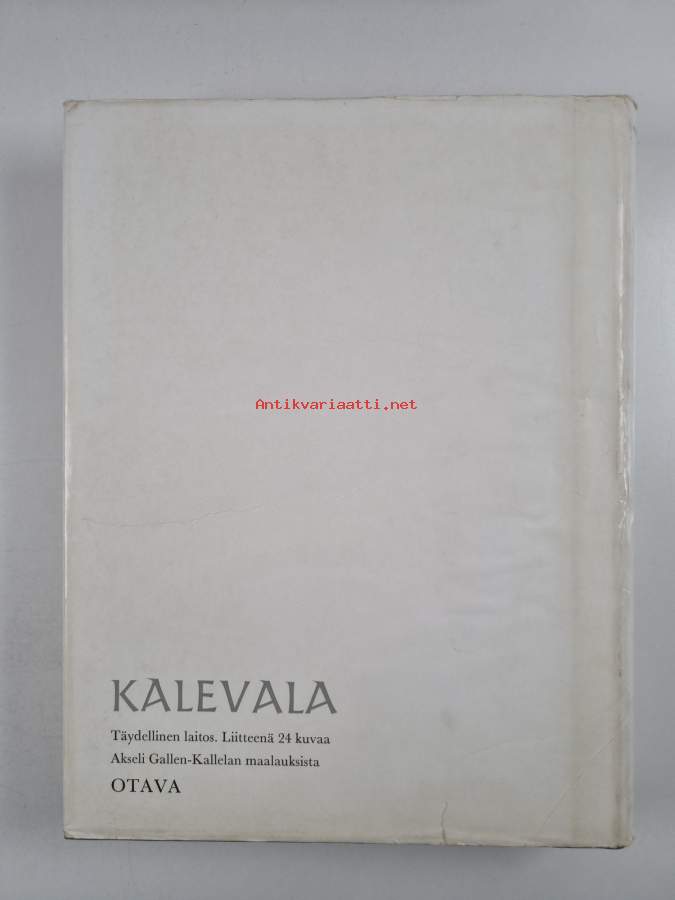 Antikvariaatti.net
KALEVALA
Täydellinen laitos. Liitteenä 24 kuvaa
Akseli Gallen-Kallelan maalauksista
OTAVA